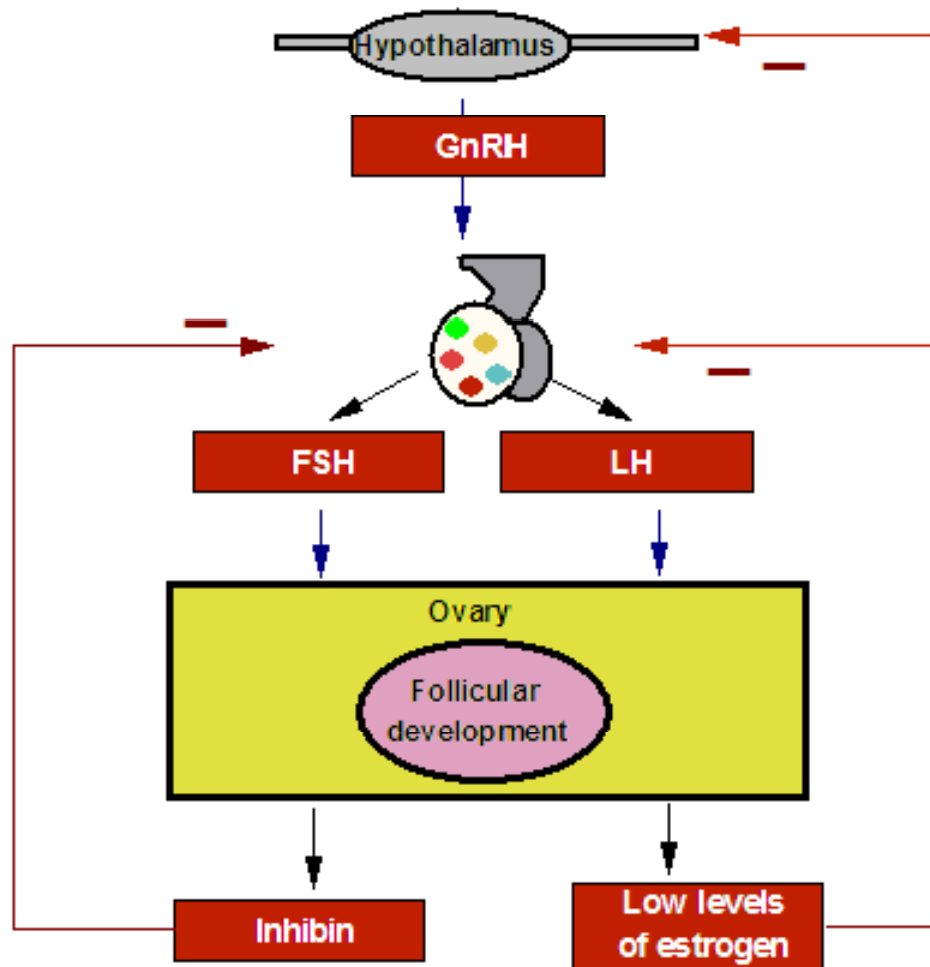 Hypothalamus
GnRH
FSH
LH
Ovary
Follicular
development
Inhibin
Low levels
of estrogen